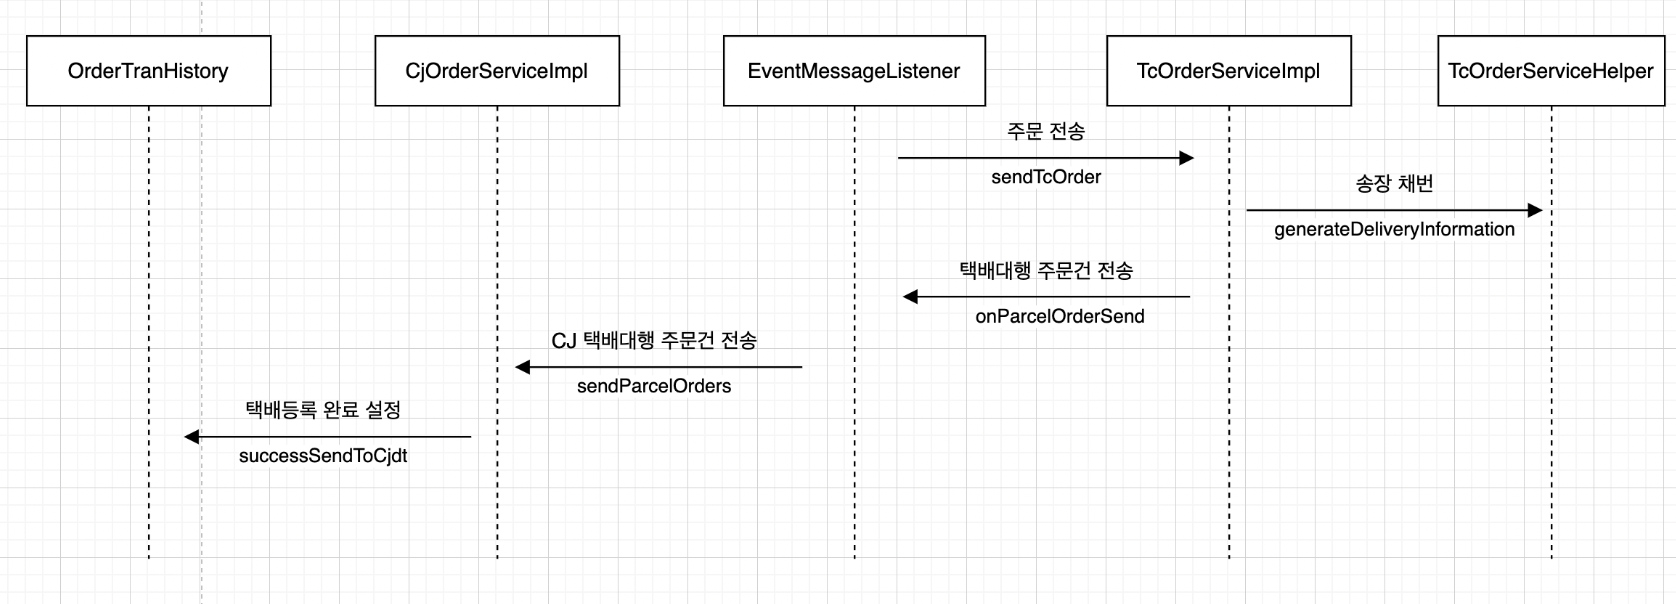 OrderTranHistory
CjOrderServiceImpl
EventMessageListener
TcOrderServiceImpl
TcOrderServiceHelper
주문 전송
sendTcOrder
송장 채번
generateDeliveryInformation
택배대행 주문건 전송
onParcelOrderSend
CJ 택배대행 주문건 전송
sendParcelOrders
택배등록 완료 설정
successSendToCjdt